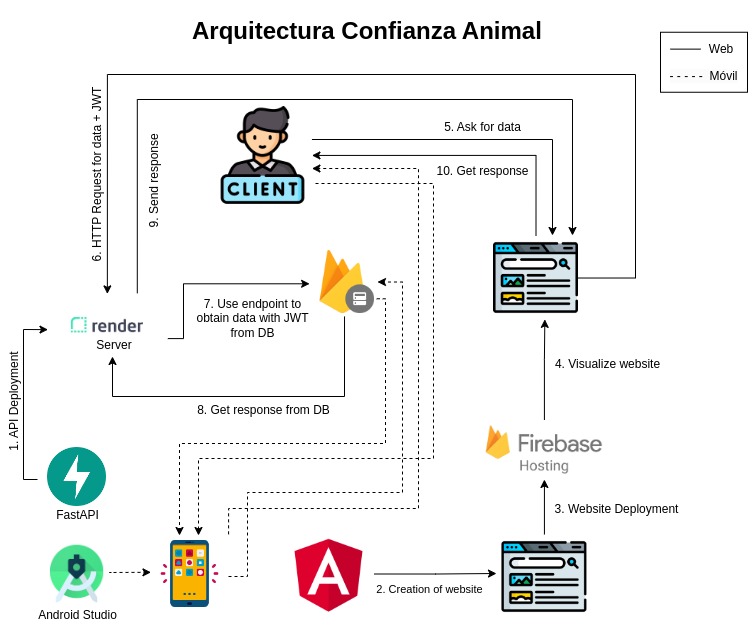 Arquitectura Confianza Animal
Web
Móvil
6. HTTP Request for data + JWT
9. Send response
CLIENT
5. Ask for data
10. Get response
7. Use endpoint to
obtain data with JWT
from DB
render
Server
8. Get response from DB
1. API Deployment
4. Visualize website
Firebase
Hosting
3. Website Deployment
FastAPI
Android Studio
2. Creation of website